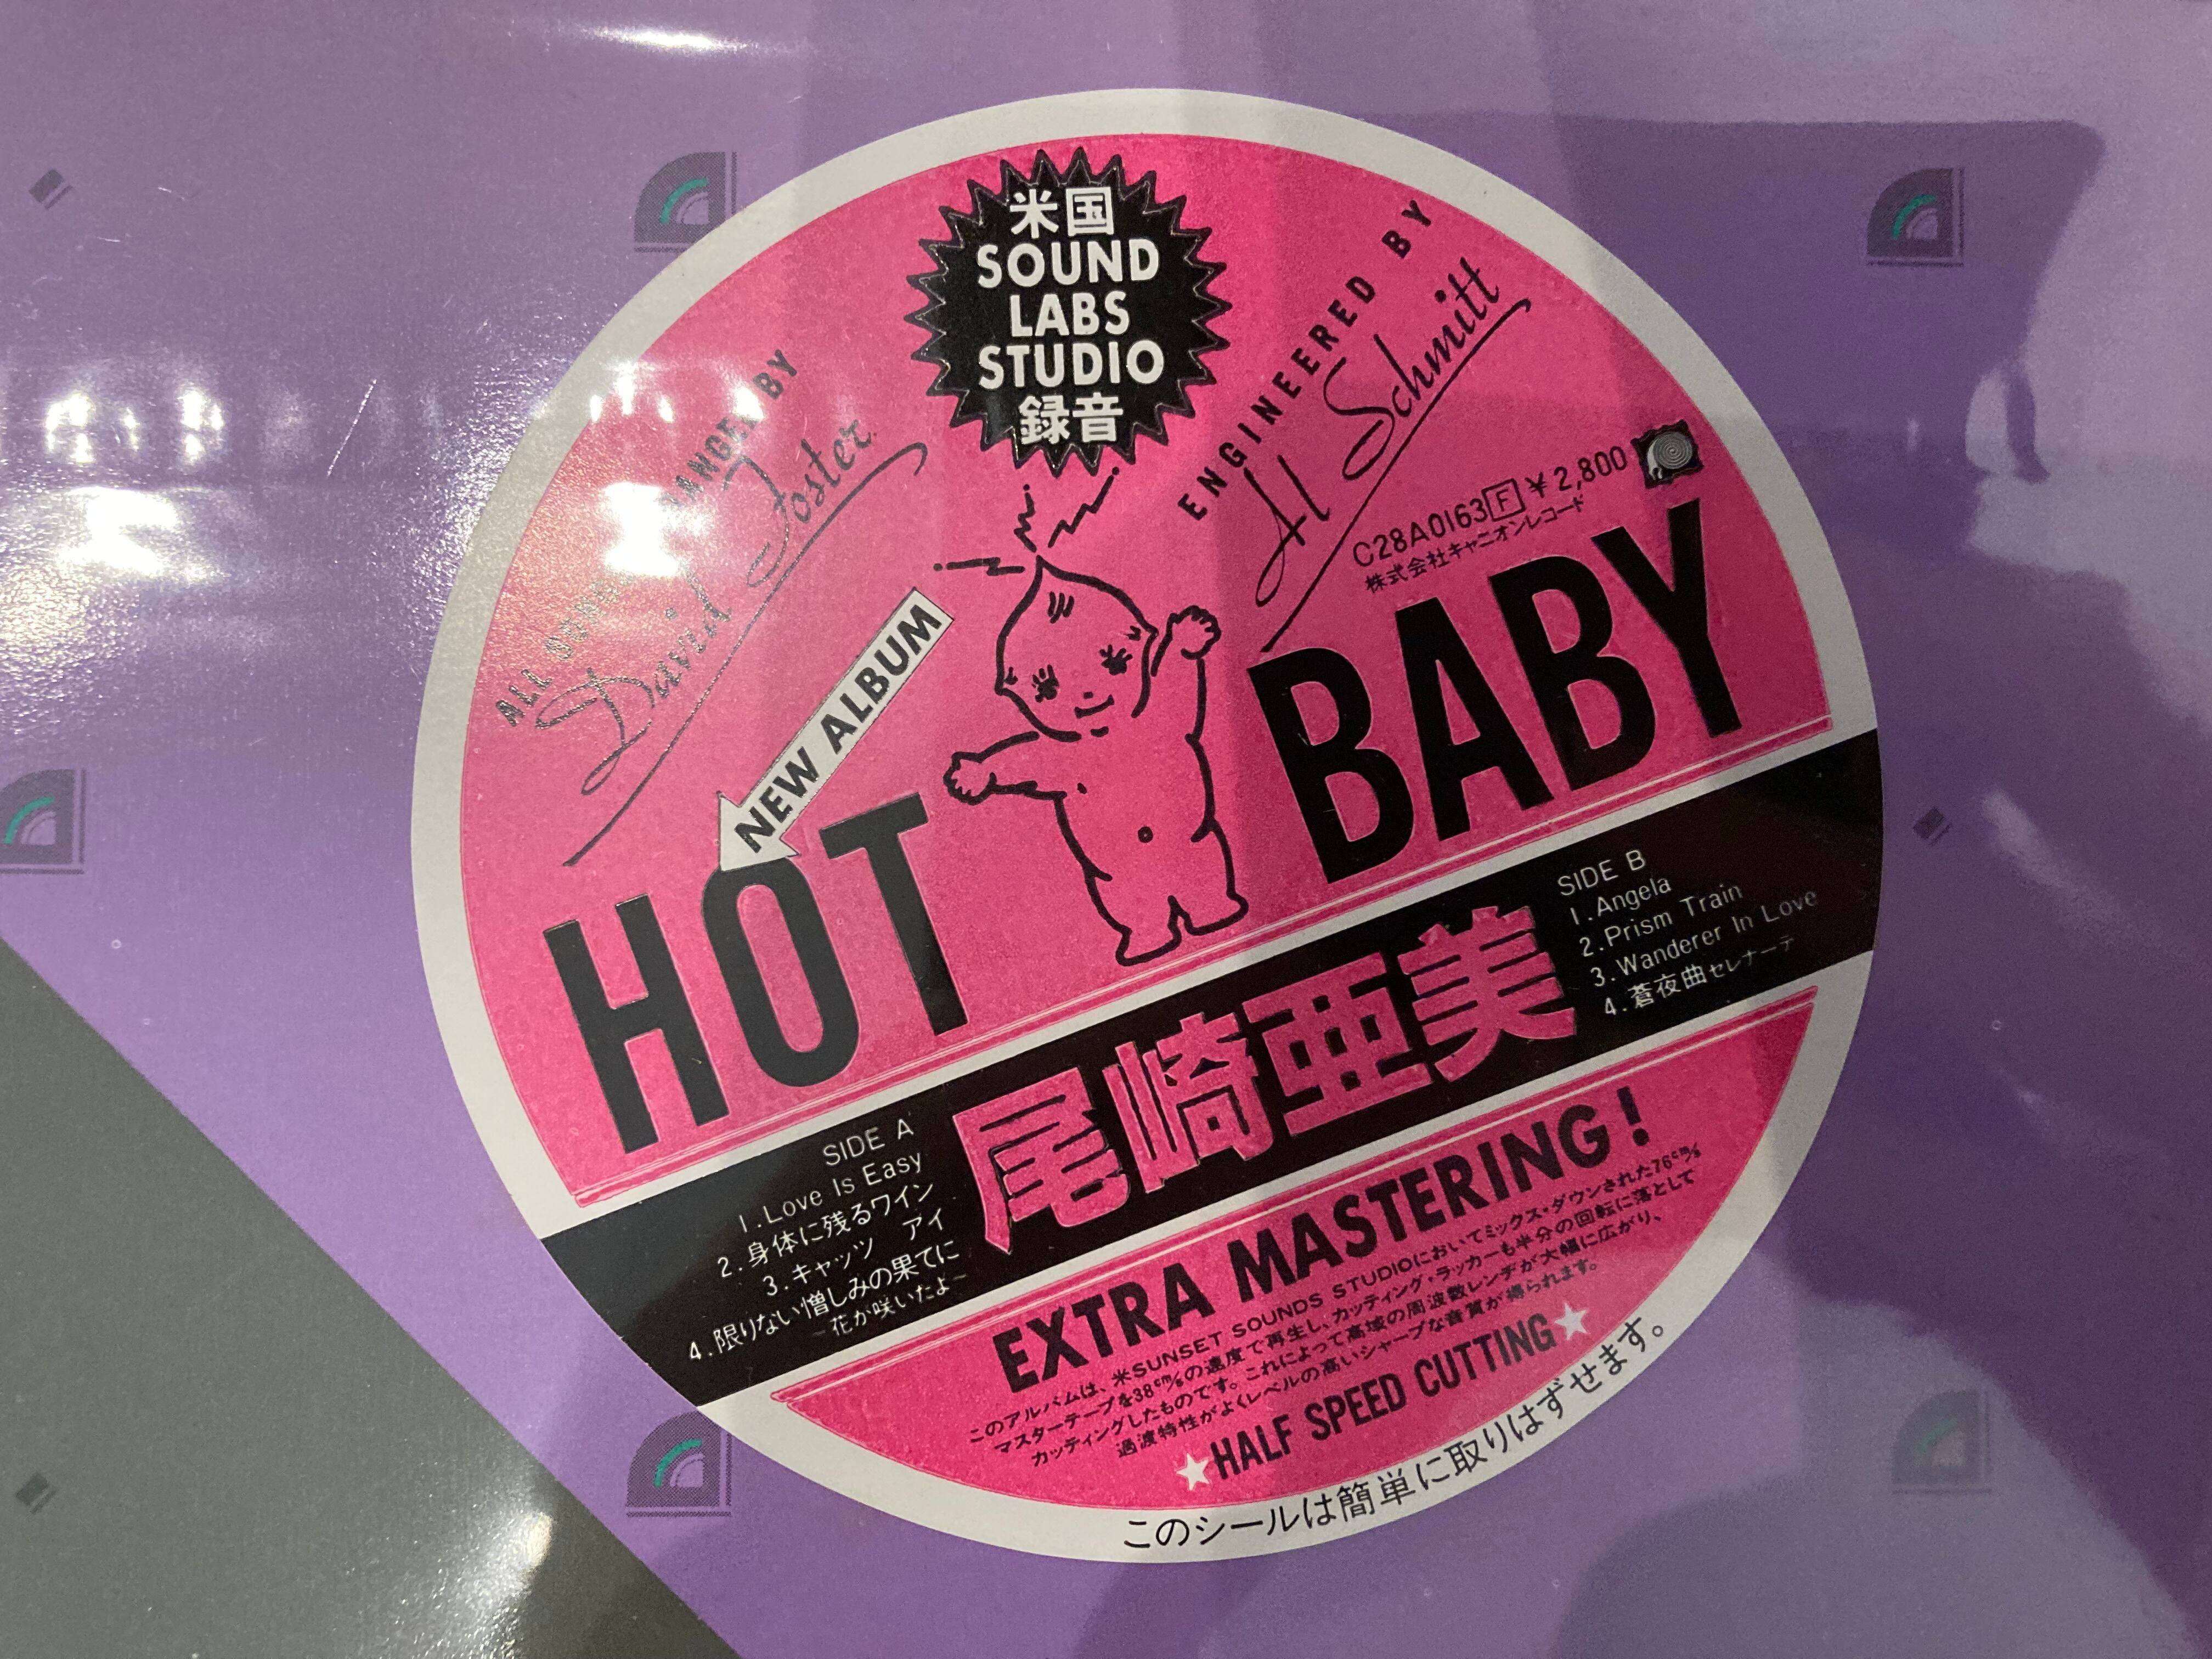 米国
SOUND
LABS
STUDIO
録音
ALL SONGS ARRANGED BY
David Foster
ENGINEERED BY
Al Schmitt
C28A0163 F ¥2,800
株式会社キャニオンレコード
NEW ALBUM
HOT BABY
尾崎亜美
SIDE A
1.Love Is Easy
2.身体に残るワイン
3.キャッツ アイ
4.限りない憎しみの果てに
−花が咲いたよ−
SIDE B
1.Angela
2.Prism Train
3.Wanderer In Love
4.蒼夜曲セレナーデ
EXTRA MASTERING!
このアルバムは、米SUNSET SOUNDS STUDIOにおいてミックス・ダウンされた76cm/s
マスターテープを38cm/sの速度で再生し、カッティング・ラッカーも半分の回転に落として
カッティングしたものです。これによって高域の周波数レンヂが大幅に広がり、
過渡特性がよくレベルの高いシャープな音質が得られます。
★HALF SPEED CUTTING★
このシールは簡単に取りはずせます。